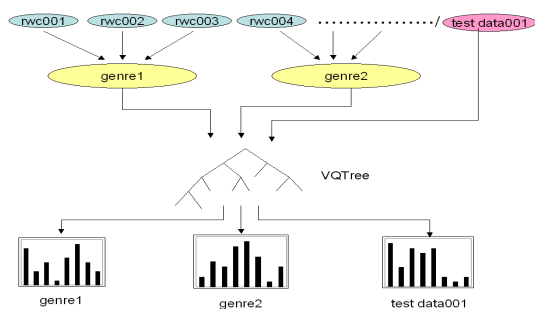 rwc001 rwc002 rwc003 rwc004 ................................/ test data001
genre1 genre2
VQTree
genre1 genre2 test data001